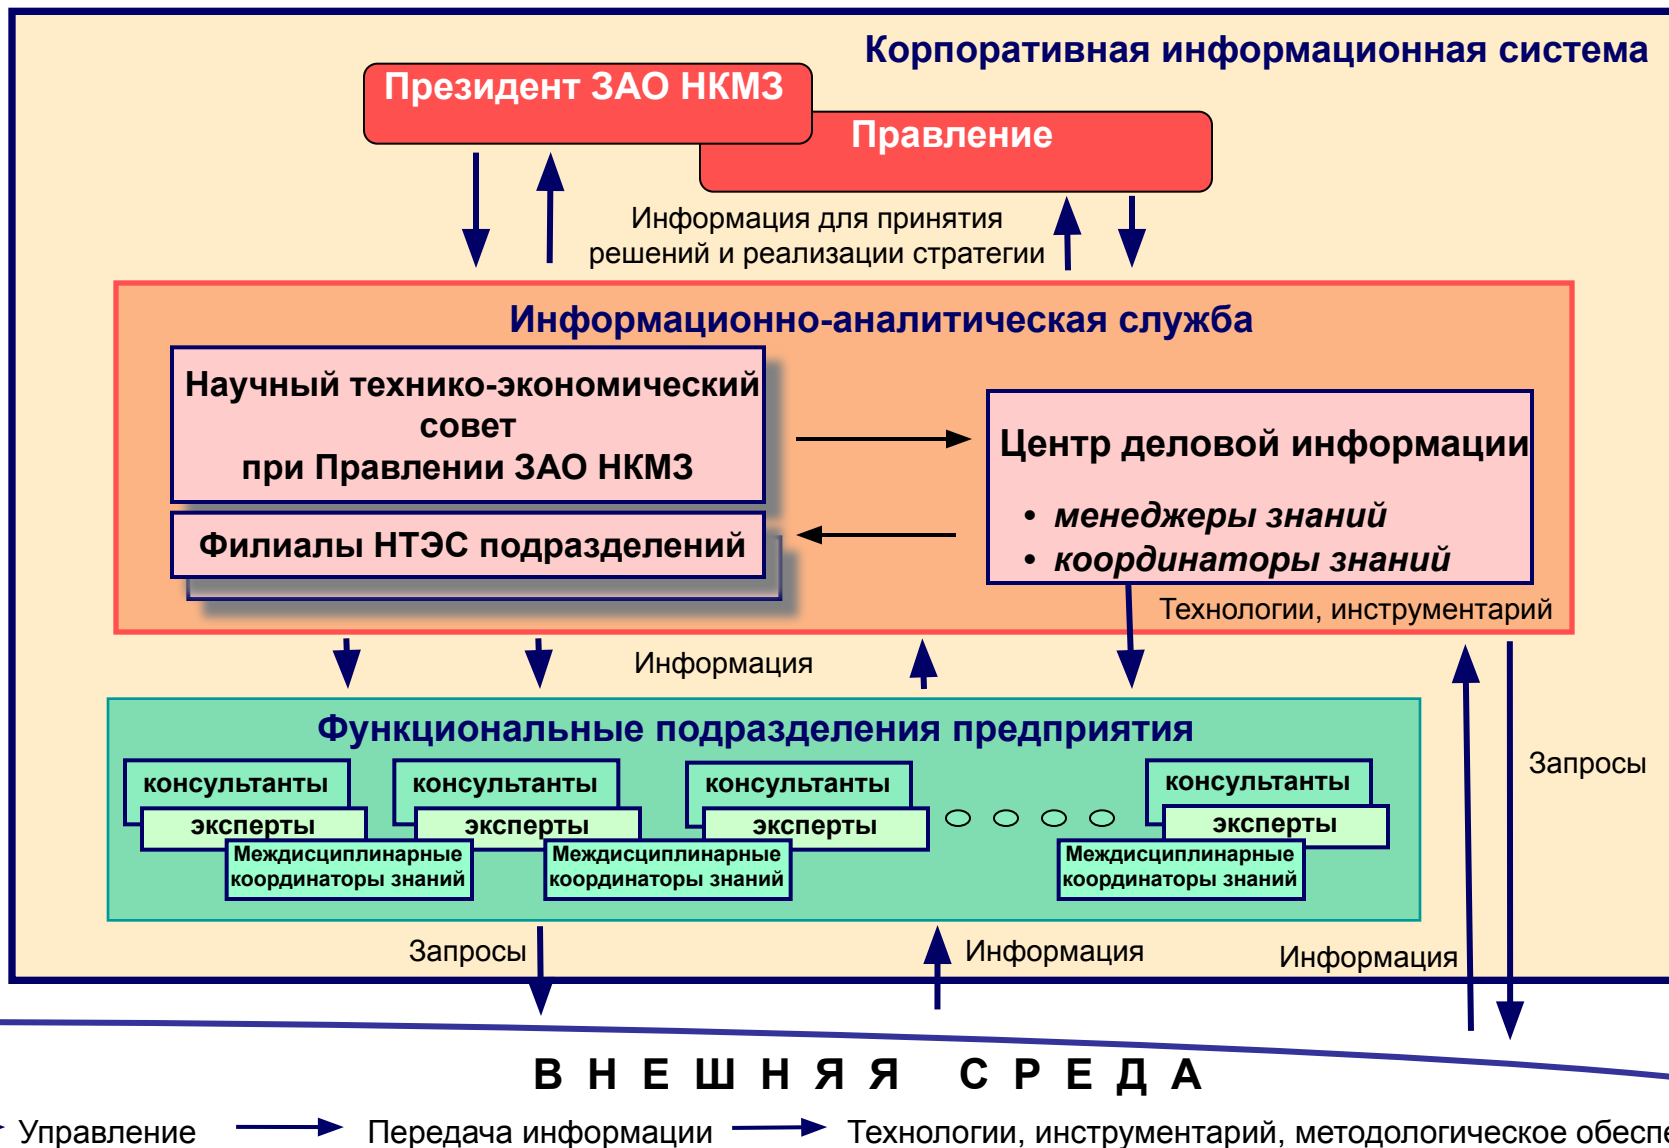 Корпоративная информационная система
Президент ЗАО НКМЗ
Правление
Информация для принятия
решений и реализации стратегии
Информационно-аналитическая служба
Научный технико-экономический
совет
при Правлении ЗАО НКМЗ
Филиалы НТЭС подразделений
Центр деловой информации
• менеджеры знаний
• координаторы знаний
Технологии, инструментарий
Информация
Функциональные подразделения предприятия
консультанты
эксперты
Междисциплинарные
координаторы знаний
консультанты
эксперты
Междисциплинарные
координаторы знаний
консультанты
эксперты
консультанты
эксперты
Междисциплинарные
координаторы знаний
Запросы
Запросы
Информация
Информация
ВНЕШНЯЯ СРЕДА
Управление
Передача информации
Технологии, инструментарий, методологическое